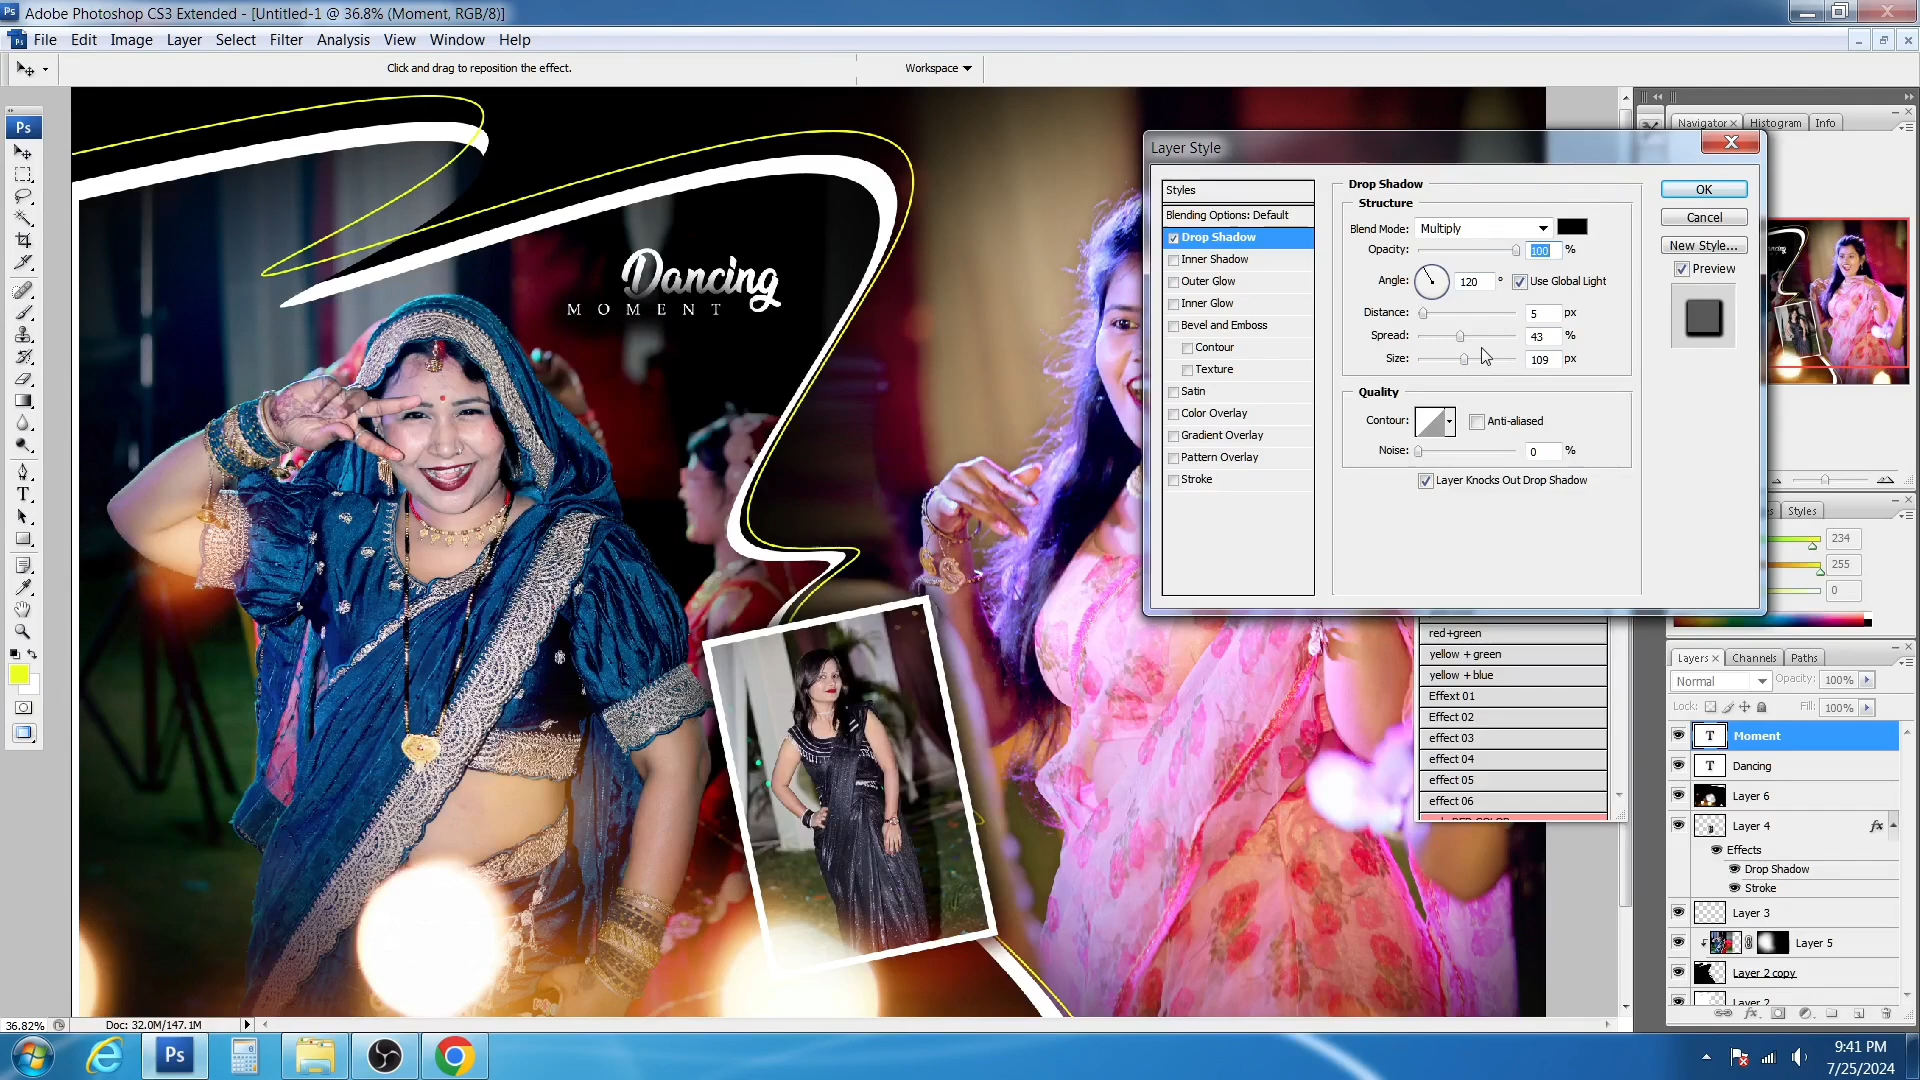 Adobe Photoshop CS3 Extended - [Untitled-1 @ 36.8% (Moment, RGB/8)]
File Edit Image Layer Select Filter Analysis View Window Help
Click and drag to reposition the effect.
Workspace
Ps
Navigator Histogram Info
Dancing
MOMENT
Layer Style
Styles
Blending Options: Default
Drop Shadow
Inner Shadow
Outer Glow
Inner Glow
Bevel and Emboss
Contour
Texture
Satin
Color Overlay
Gradient Overlay
Pattern Overlay
Stroke
Drop Shadow
Structure
Blend Mode: Multiply
Opacity: 100 %
Angle: 120 ° Use Global Light
Distance: 5 px
Spread: 43 %
Size: 109 px
Quality
Contour: Anti-aliased
Noise: 0 %
Layer Knocks Out Drop Shadow
OK
Cancel
New Style...
Preview
Styles
234
255
0
red+green
yellow + green
yellow + blue
Effext 01
Effect 02
effect 03
effect 04
effect 05
effect 06
Layers Channels Paths
Normal Opacity: 100%
Lock: Fill: 100%
T Moment
T Dancing
Layer 6
Layer 4 fx
Effects
Drop Shadow
Stroke
Layer 3
Layer 5
Layer 2 copy
Layer 2
36.82% Doc: 32.0M/147.1M
Ps
9:41 PM
7/25/2024